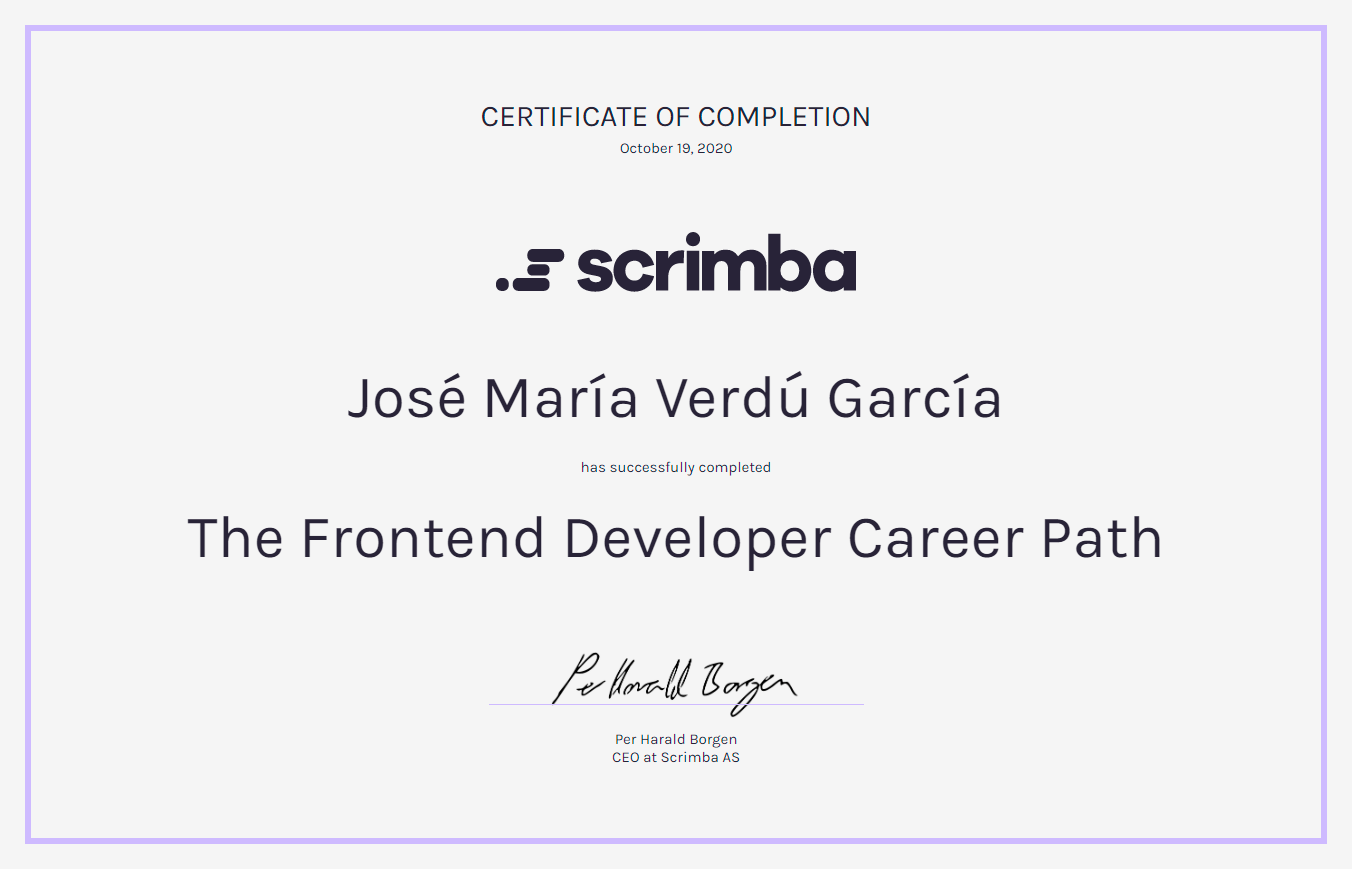 CERTIFICATE OF COMPLETION
October 19, 2020
scrimba
José María Verdú García
has successfully completed
The Frontend Developer Career Path
Per Harald Borgen
Per Harald Borgen
CEO at Scrimba AS